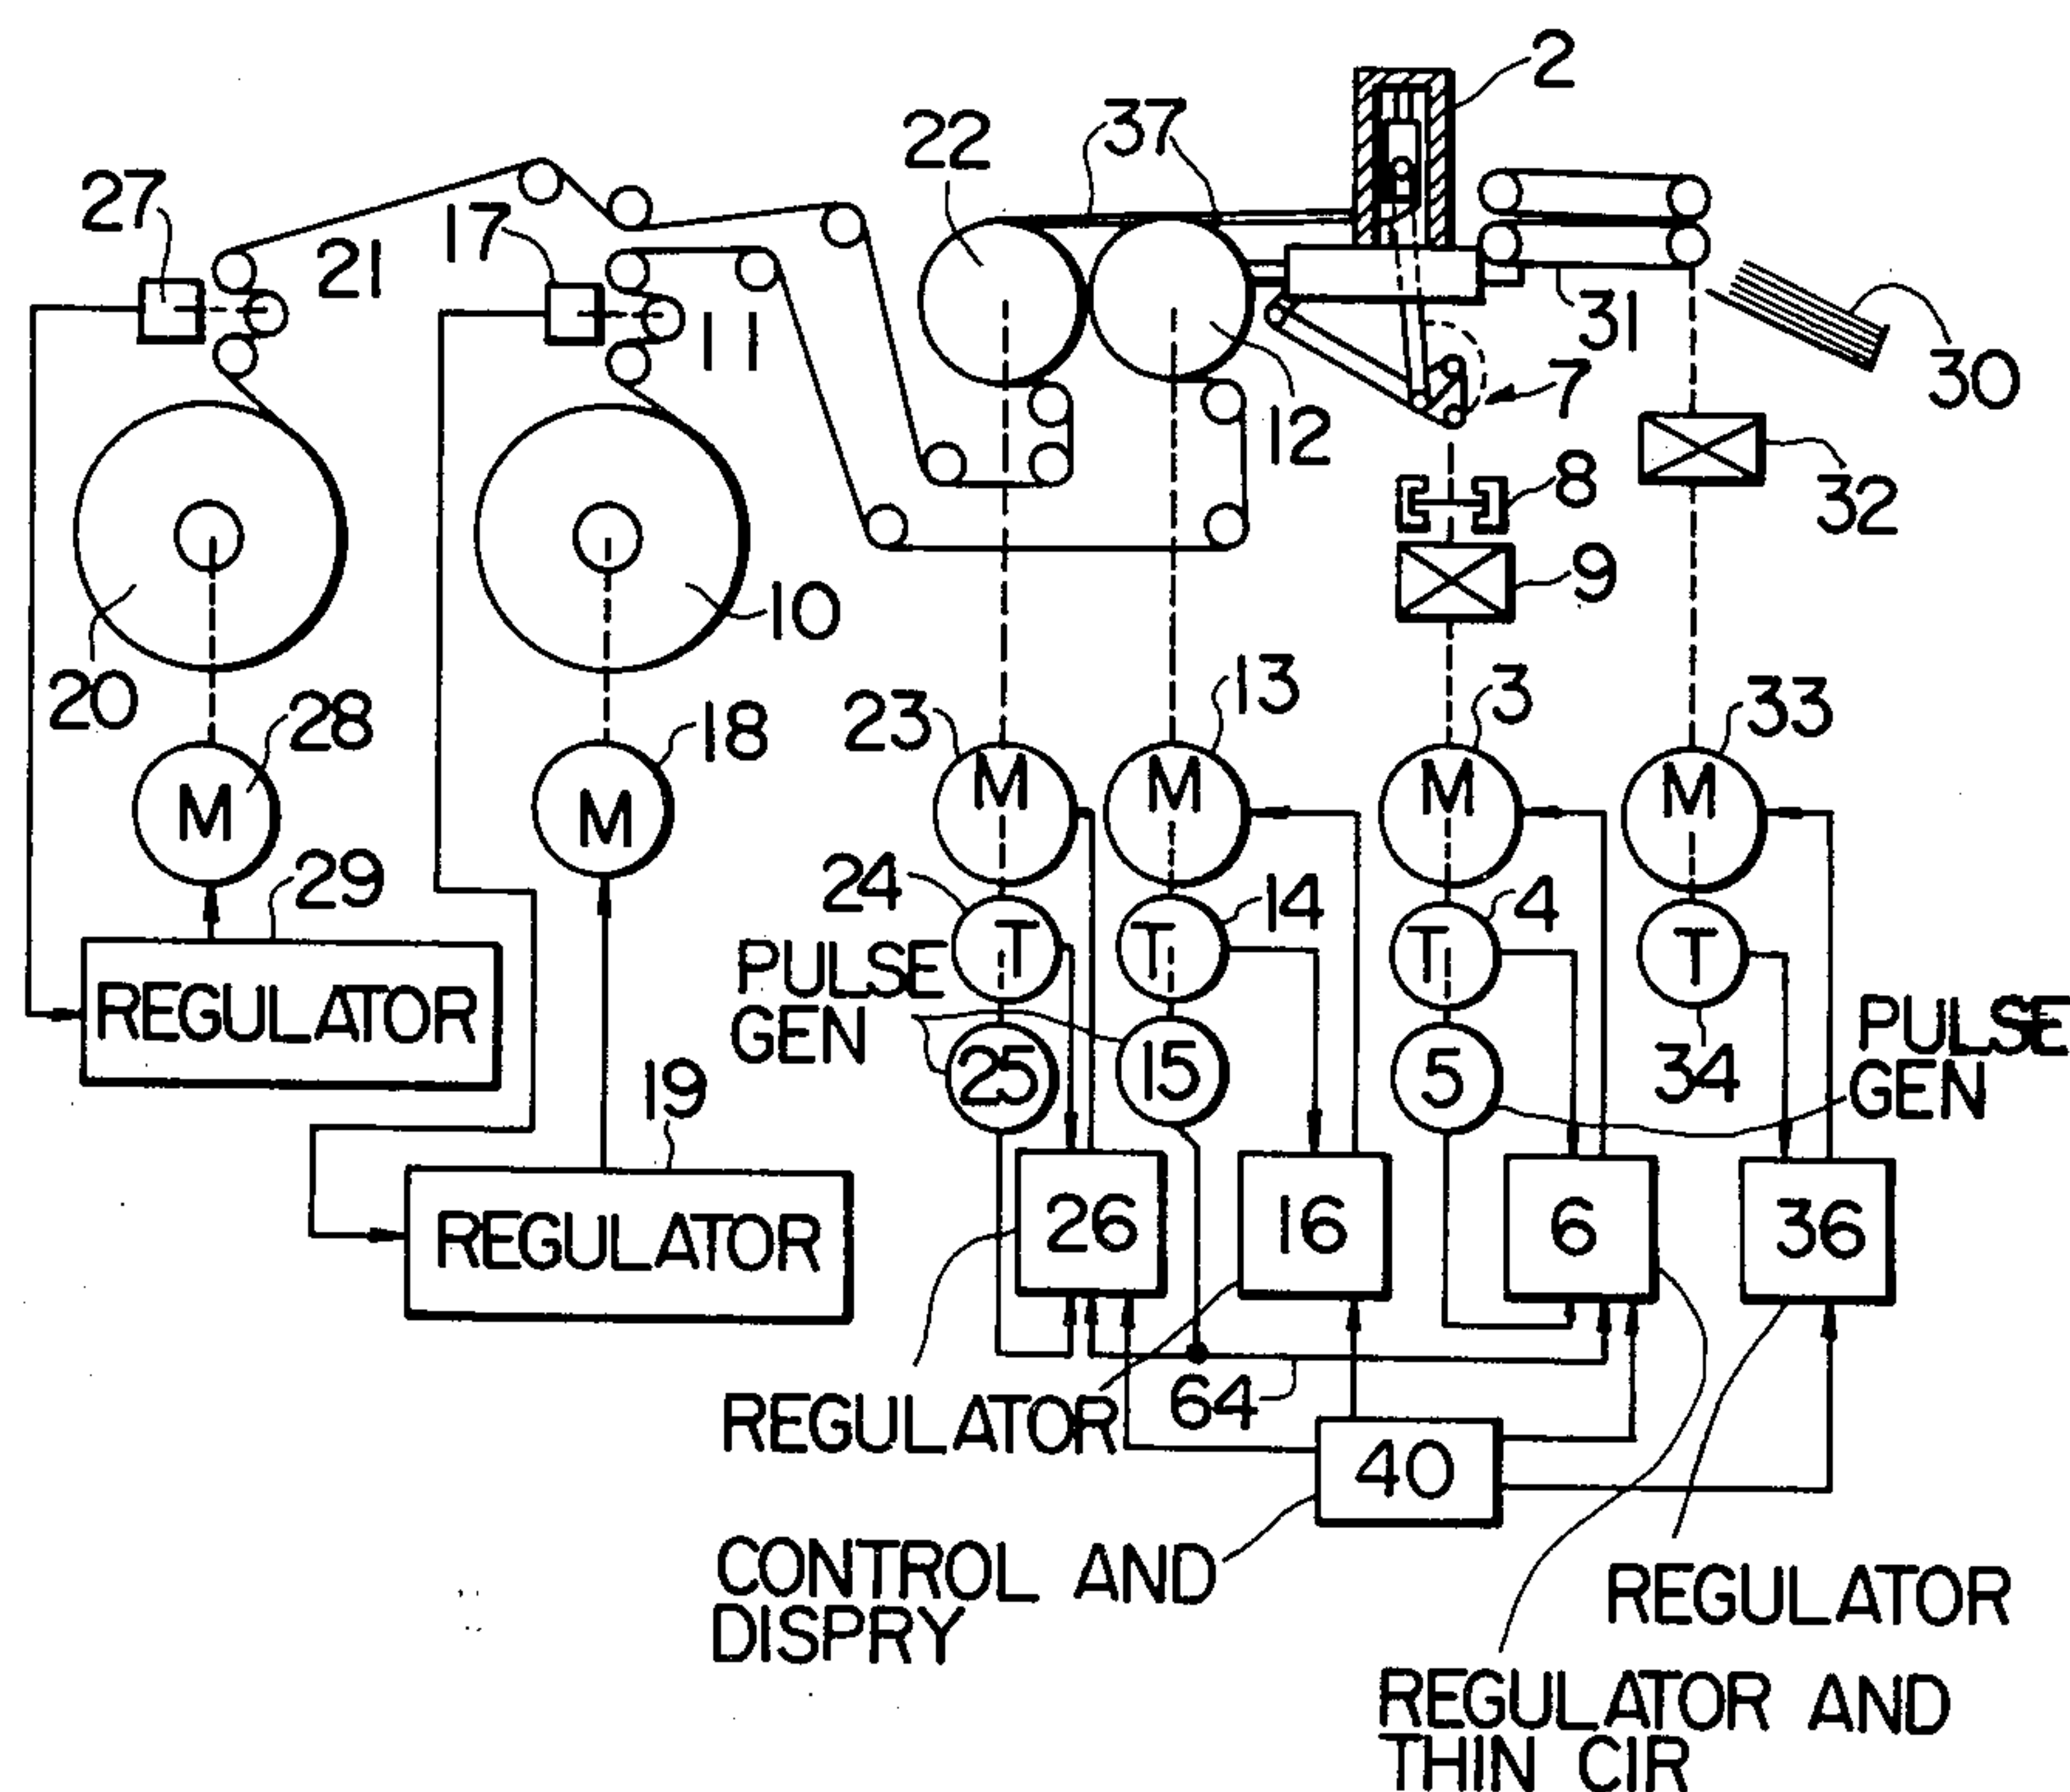 2
37
22
27
17
21
11
31
30
7
12
8
32
9
10
20
28
18
23
13
3
33
M
M
M
M
M
M
29
24
14
4
T
T
T
T
PULSE
GEN
REGULATOR
25
15
5
34
PULSE
GEN
19
REGULATOR
26
16
6
36
REGULATOR
64
40
CONTROL AND
DISPRY
REGULATOR
REGULATOR AND
THIN CIR